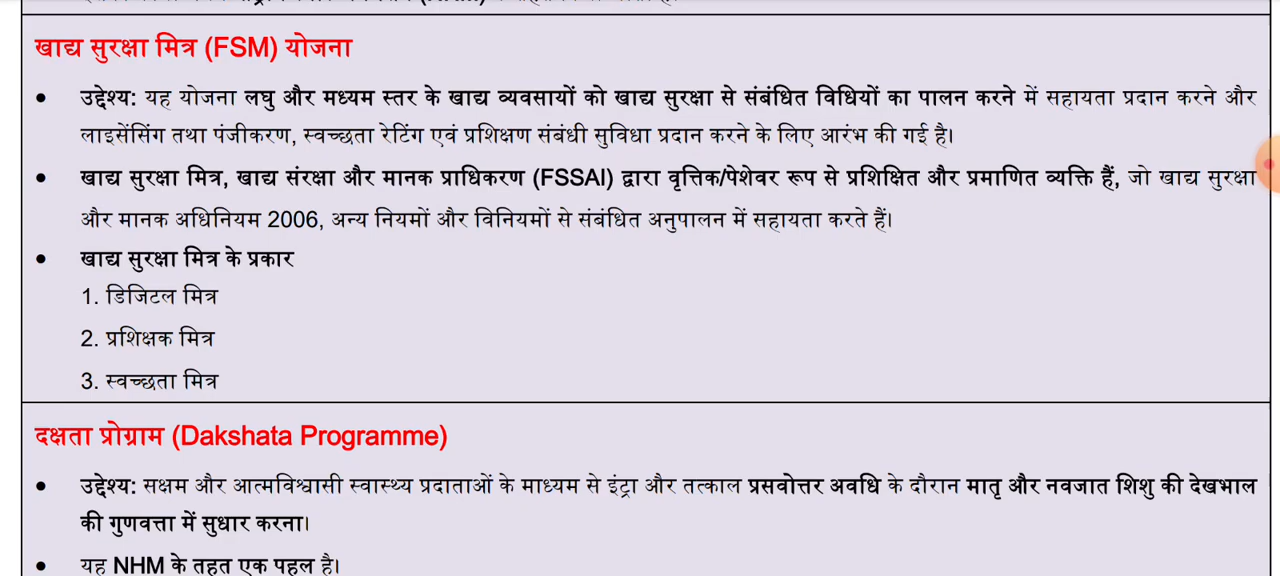 खाद्य सुरक्षा मित्र (FSM) योजना
● उद्देश्य: यह योजना लघु और मध्यम स्तर के खाद्य व्यवसायों को खाद्य सुरक्षा से संबंधित विधियों का पालन करने में सहायता प्रदान करने और
लाइसेंसिंग तथा पंजीकरण, स्वच्छता रेटिंग एवं प्रशिक्षण संबंधी सुविधा प्रदान करने के लिए आरंभ की गई है।
● खाद्य सुरक्षा मित्र, खाद्य संरक्षा और मानक प्राधिकरण (FSSAI) द्वारा वृत्तिक/पेशेवर रूप से प्रशिक्षित और प्रमाणित व्यक्ति हैं, जो खाद्य सुरक्षा
और मानक अधिनियम 2006, अन्य नियमों और विनियमों से संबंधित अनुपालन में सहायता करते हैं।
● खाद्य सुरक्षा मित्र के प्रकार
1. डिजिटल मित्र
2. प्रशिक्षक मित्र
3. स्वच्छता मित्र
दक्षता प्रोग्राम (Dakshata Programme)
● उद्देश्य: सक्षम और आत्मविश्वासी स्वास्थ्य प्रदाताओं के माध्यम से इंट्रा और तत्काल प्रसवोत्तर अवधि के दौरान मातृ और नवजात शिशु की देखभाल
की गुणवत्ता में सुधार करना।
● यह NHM के तहत एक पहल है।